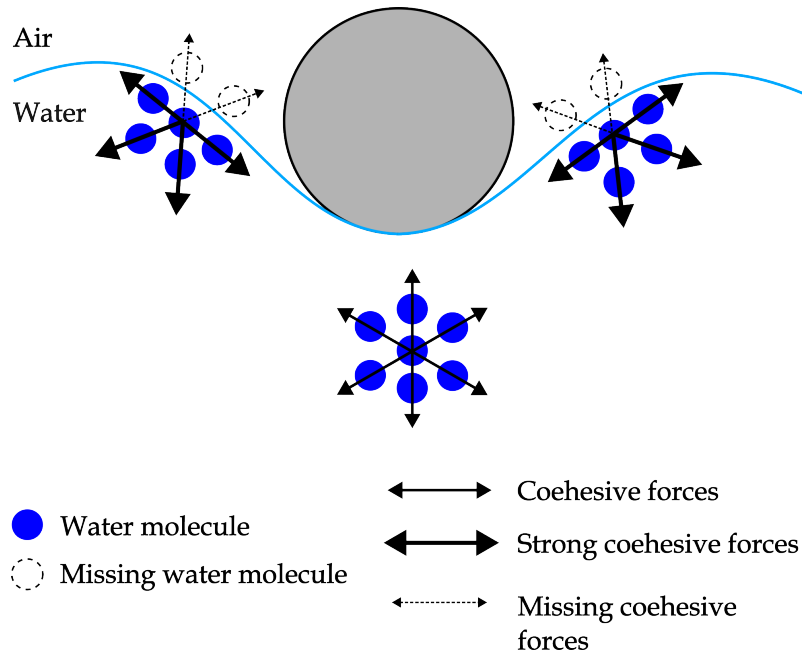 Air
Water
Water molecule
Missing water molecule
Coehesive forces
Strong coehesive forces
Missing coehesive
forces